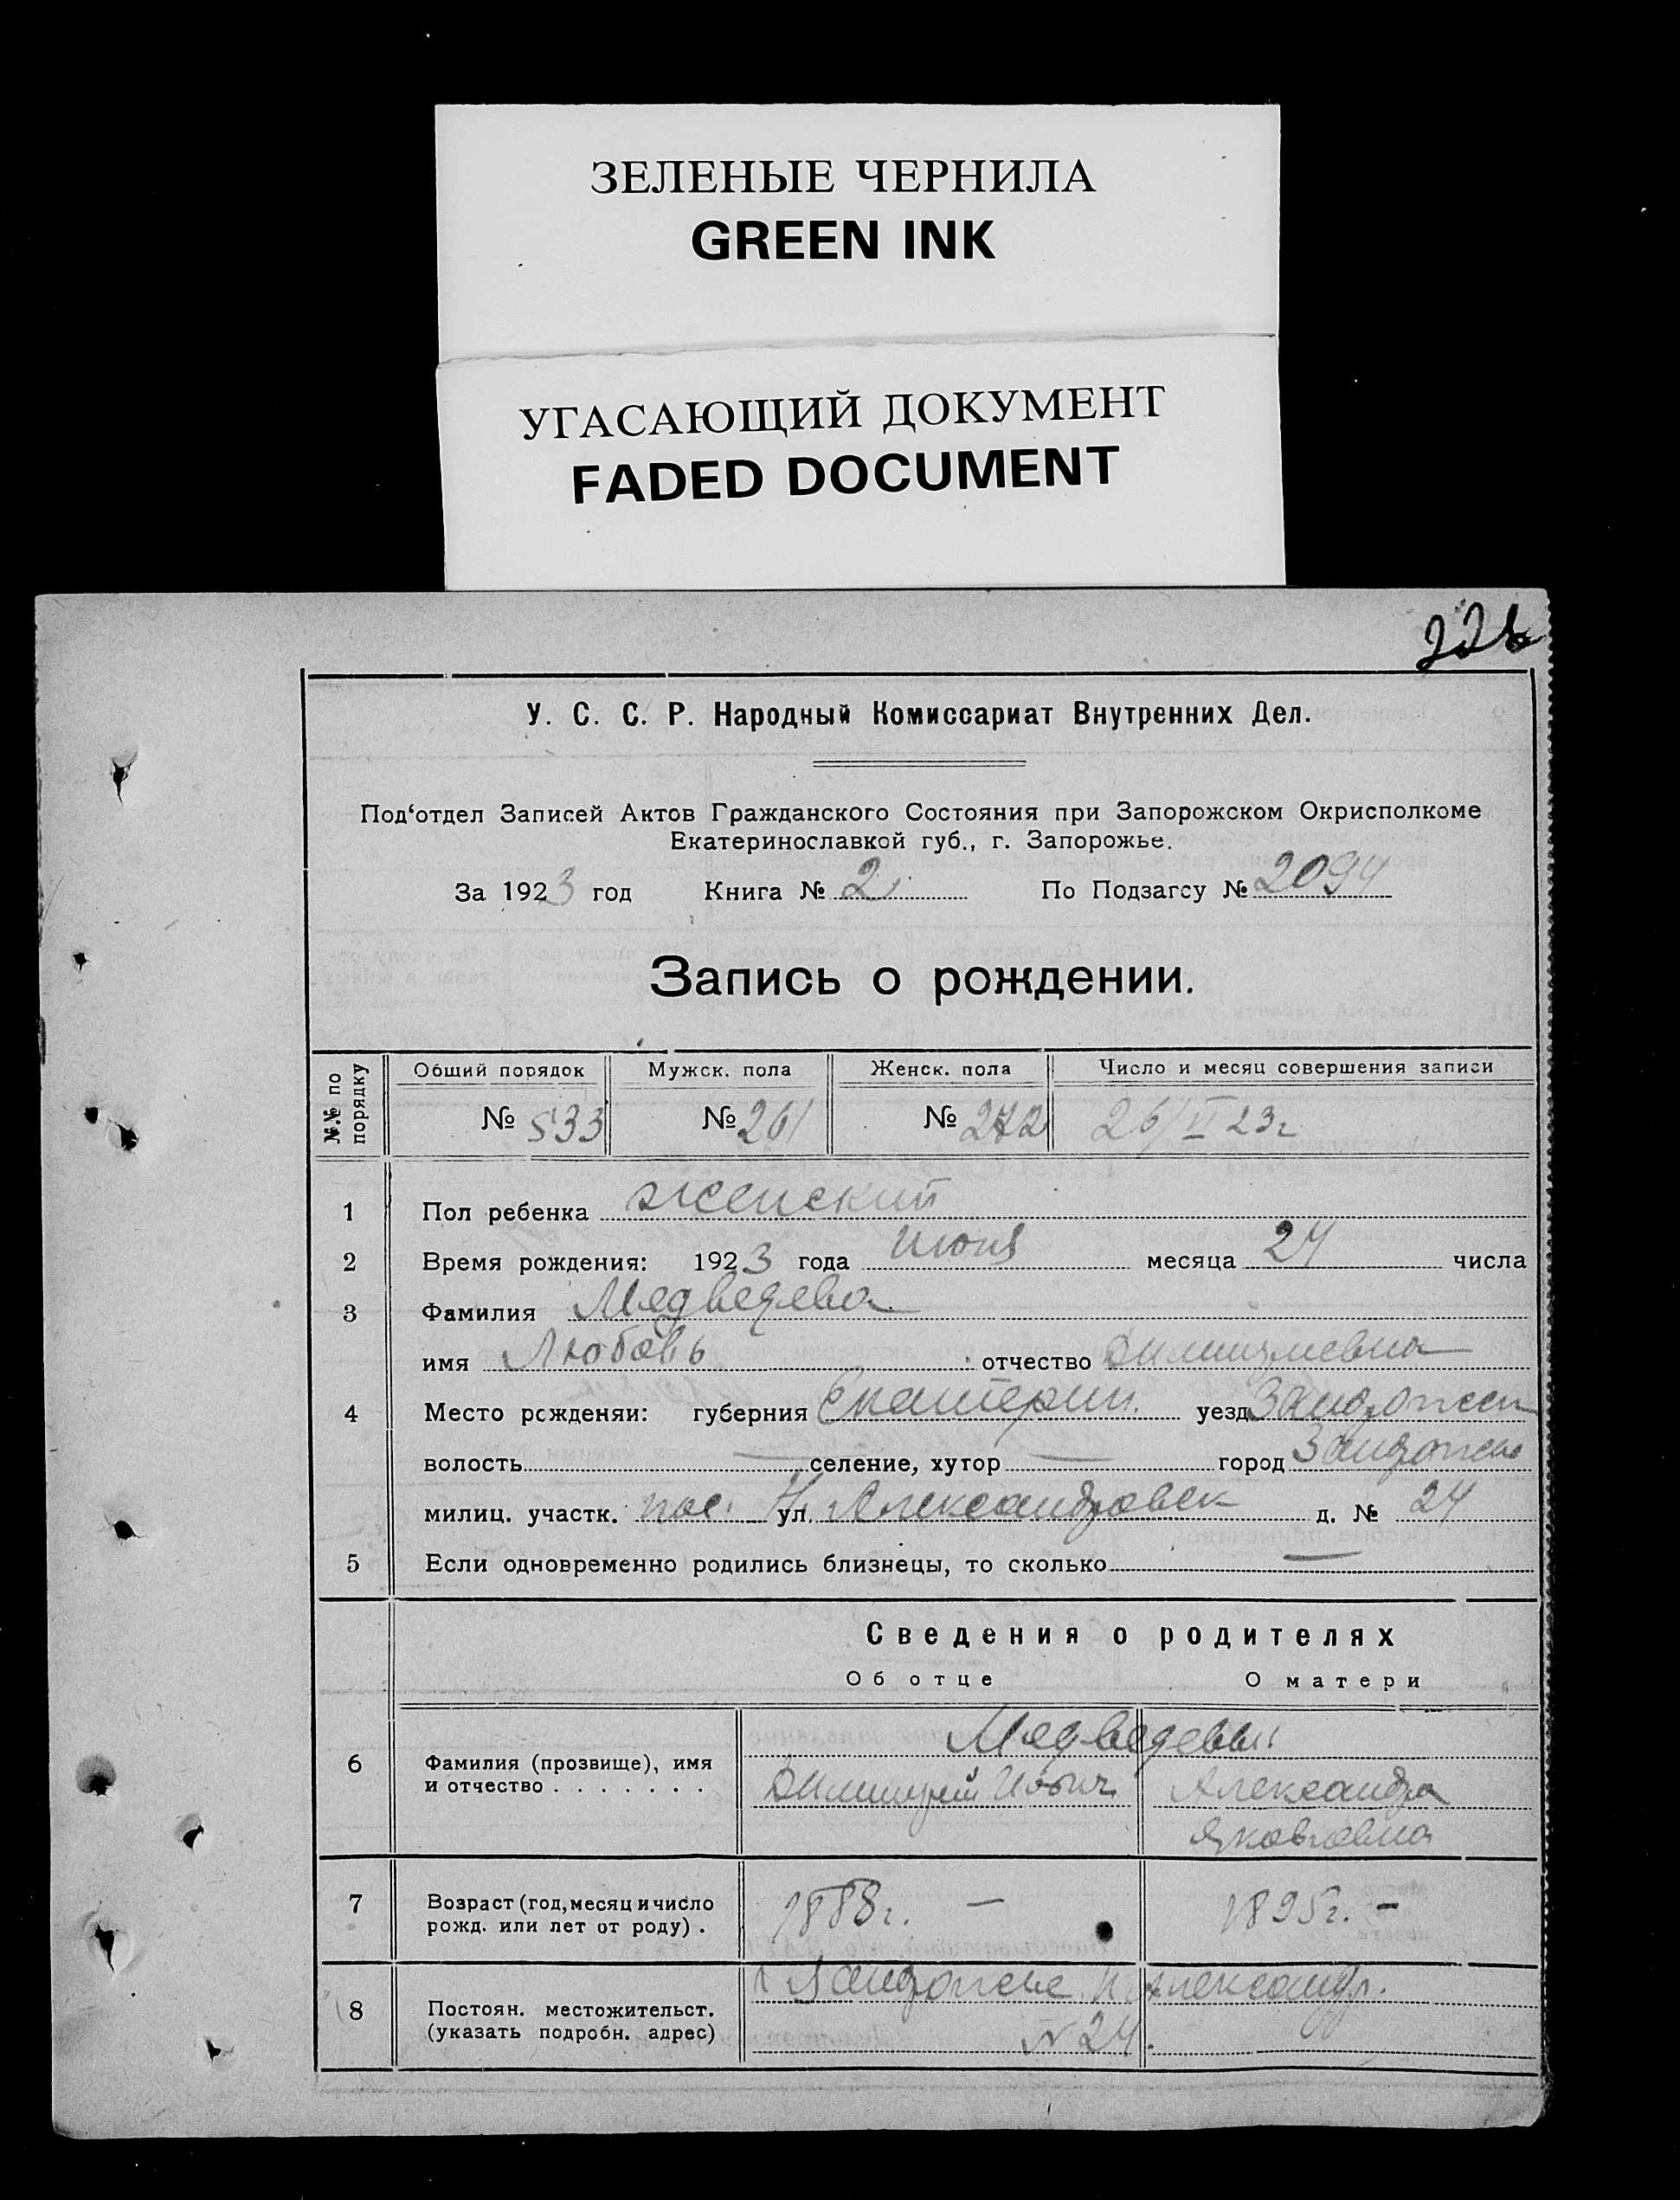 ЗЕЛЕНЫЕ ЧЕРНИЛА
GREEN INK
УГАСАЮЩИЙ ДОКУМЕНТ
FADED DOCUMENT
У. С. С. Р. Народный Комиссариат Внутренних Дел.
Под‘отдел Записей Актов Гражданского Состояния при Запорожском Окрисполкоме
Екатеринославкой губ., г. Запорожье.
За 1923 год Книга № 2 По Подзагсу № 2094
Запись о рождении.
№.№ по порядку Общий порядок Мужск. пола Женск. пола Число и месяц совершения записи
№ 533 № 261 № 272 26/VI 23г
1 Пол ребенка женский
2 Время рождения: 1923 года июня месяца 24 числа
3 Фамилия Медведева
имя Любовь отчество Димитриевна
4 Место рожденяи: губерния Екатерин. уезд Запорожск
волость — селение, хутор — город Запорожье
милиц. участк. пос. ул. Н. Александровск д. № 24
5 Если одновременно родились близнецы, то сколько —
Сведения о родителях
Об отце О матери
Медведевы
6 Фамилия (прозвище), имя
и отчество . . . . . . . Димитрий Александра
Яковлевна
7 Возраст (год, месяц и число
рожд. или лет от роду) . 1888г. — 1895г. —
8 Постоян. местожительст.
(указать подробн. адрес)
г Запорожье Н. Александр.
№ 24.